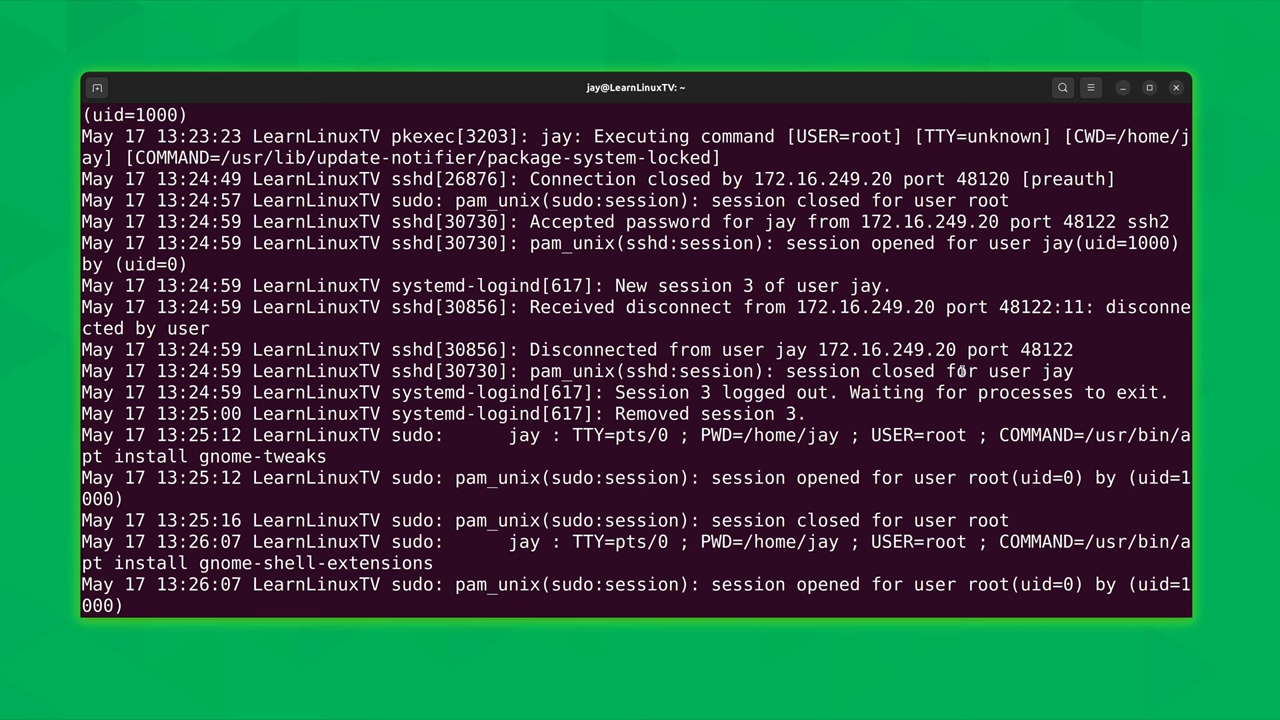 jay@LearnLinuxTV: ~
(uid=1000)
May 17 13:23:23 LearnLinuxTV pkexec[3203]: jay: Executing command [USER=root] [TTY=unknown] [CWD=/home/j
ay] [COMMAND=/usr/lib/update-notifier/package-system-locked]
May 17 13:24:49 LearnLinuxTV sshd[26876]: Connection closed by 172.16.249.20 port 48120 [preauth]
May 17 13:24:57 LearnLinuxTV sudo: pam_unix(sudo:session): session closed for user root
May 17 13:24:59 LearnLinuxTV sshd[30730]: Accepted password for jay from 172.16.249.20 port 48122 ssh2
May 17 13:24:59 LearnLinuxTV sshd[30730]: pam_unix(sshd:session): session opened for user jay(uid=1000)
by (uid=0)
May 17 13:24:59 LearnLinuxTV systemd-logind[617]: New session 3 of user jay.
May 17 13:24:59 LearnLinuxTV sshd[30856]: Received disconnect from 172.16.249.20 port 48122:11: disconne
cted by user
May 17 13:24:59 LearnLinuxTV sshd[30856]: Disconnected from user jay 172.16.249.20 port 48122
May 17 13:24:59 LearnLinuxTV sshd[30730]: pam_unix(sshd:session): session closed for user jay
May 17 13:24:59 LearnLinuxTV systemd-logind[617]: Session 3 logged out. Waiting for processes to exit.
May 17 13:25:00 LearnLinuxTV systemd-logind[617]: Removed session 3.
May 17 13:25:12 LearnLinuxTV sudo:      jay : TTY=pts/0 ; PWD=/home/jay ; USER=root ; COMMAND=/usr/bin/a
pt install gnome-tweaks
May 17 13:25:12 LearnLinuxTV sudo: pam_unix(sudo:session): session opened for user root(uid=0) by (uid=1
000)
May 17 13:25:16 LearnLinuxTV sudo: pam_unix(sudo:session): session closed for user root
May 17 13:26:07 LearnLinuxTV sudo:      jay : TTY=pts/0 ; PWD=/home/jay ; USER=root ; COMMAND=/usr/bin/a
pt install gnome-shell-extensions
May 17 13:26:07 LearnLinuxTV sudo: pam_unix(sudo:session): session opened for user root(uid=0) by (uid=1
000)